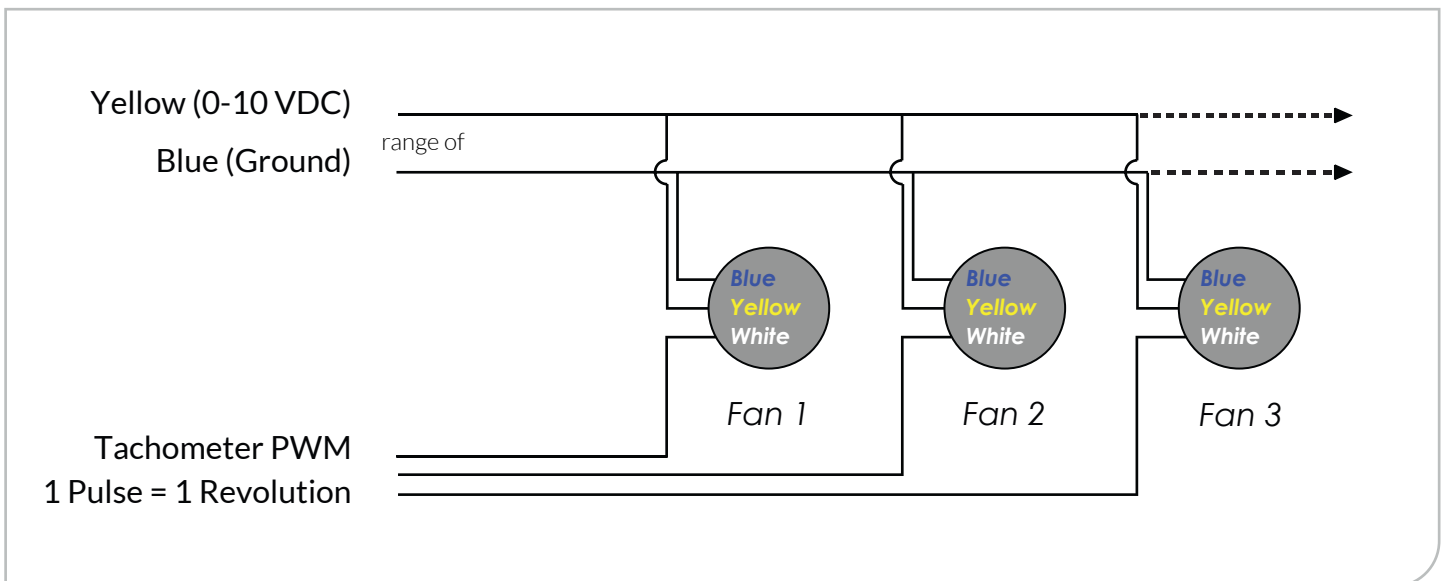 Yellow (0-10 VDC)
range of
Blue (Ground)
Blue
Yellow
White
Blue
Yellow
White
Blue
Yellow
White
Fan 1
Fan 2
Fan 3
Tachometer PWM
1 Pulse = 1 Revolution